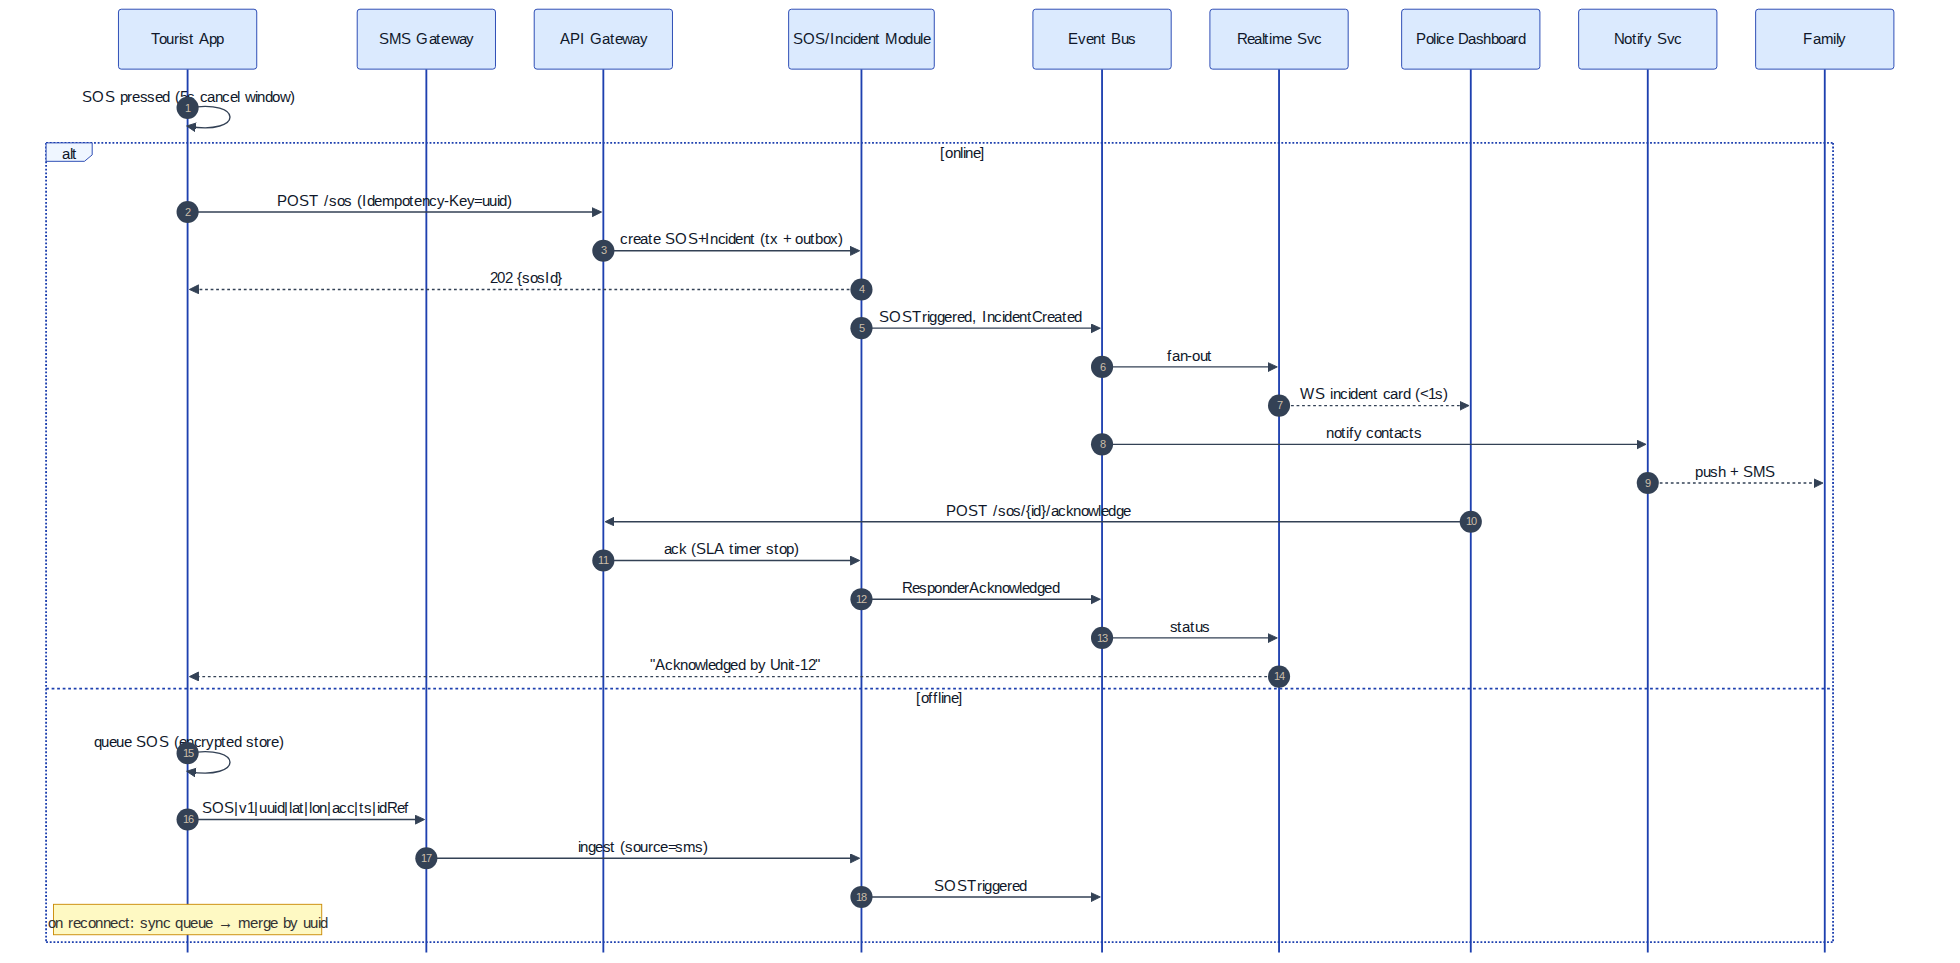 Tourist App
SMS Gateway
API Gateway
SOS/Incident Module
Event Bus
Realtime Svc
Police Dashboard
Notify Svc
Family
SOS pressed (5s cancel window)
1
alt
[online]
POST /sos (Idempotency-Key=uuid)
2
create SOS+Incident (tx + outbox)
3
202 {sosId}
4
SOSTriggered, IncidentCreated
5
fan-out
6
WS incident card (<1s)
7
notify contacts
8
push + SMS
9
POST /sos/{id}/acknowledge
10
ack (SLA timer stop)
11
ResponderAcknowledged
12
status
13
"Acknowledged by Unit-12"
14
[offline]
queue SOS (encrypted store)
15
SOS|v1|uuid|lat|lon|acc|ts|idRef
16
ingest (source=sms)
17
SOSTriggered
18
on reconnect: sync queue → merge by uuid